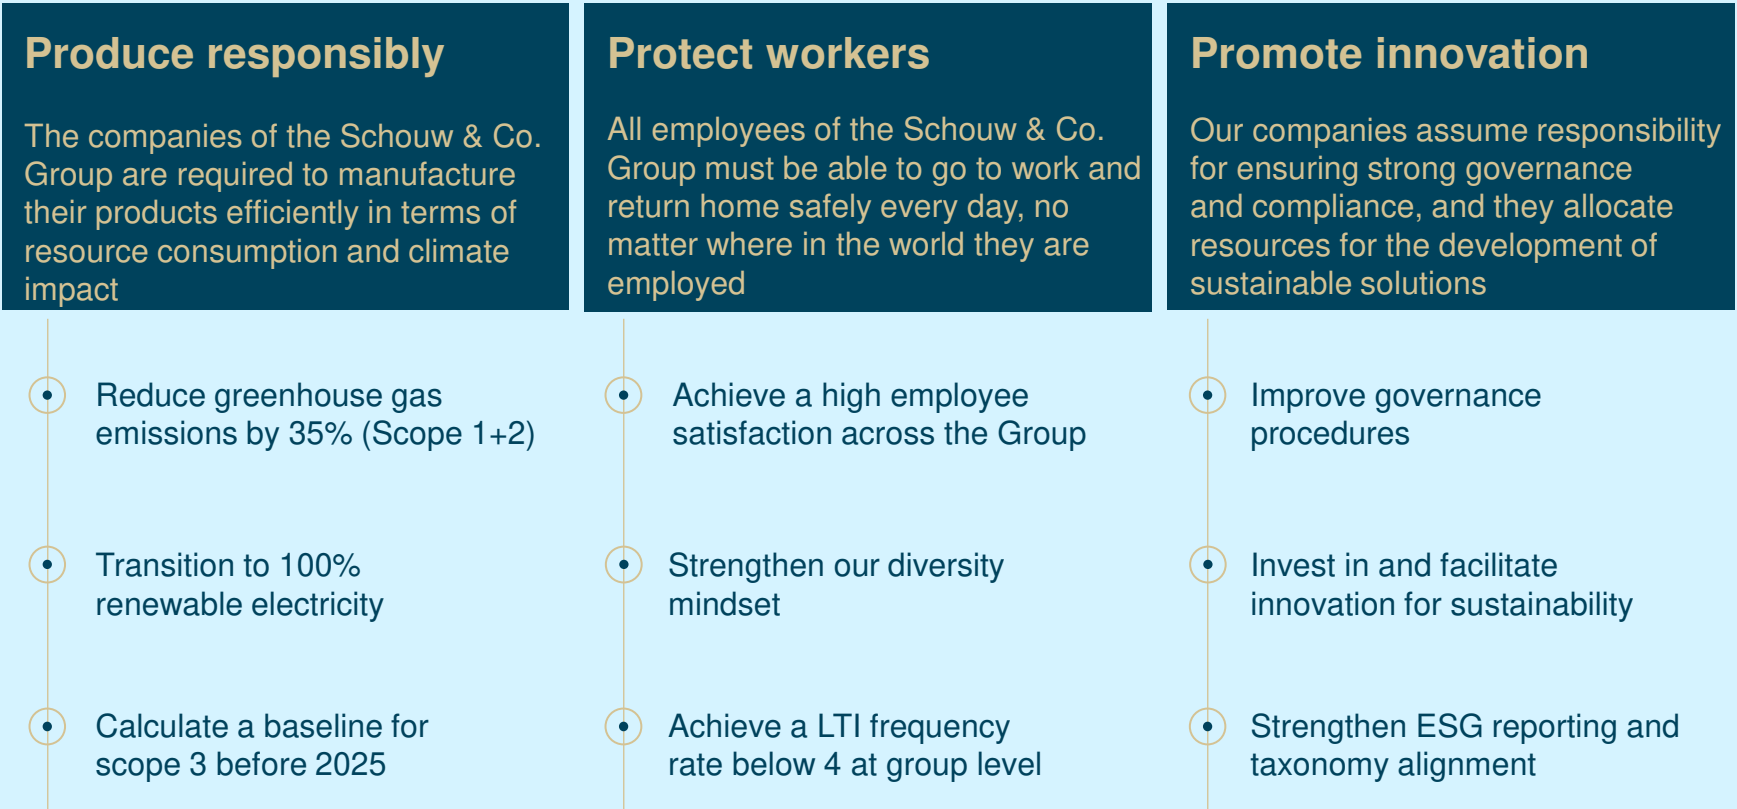 Produce responsibly
The companies of the Schouw & Co.
Group are required to manufacture
their products efficiently in terms of
resource consumption and climate
impact
Reduce greenhouse gas
emissions by 35% (Scope 1+2)
Transition to 100%
renewable electricity
Calculate a baseline for
scope 3 before 2025
Protect workers
All employees of the Schouw & Co.
Group must be able to go to work and
return home safely every day, no
matter where in the world they are
employed
Achieve a high employee
satisfaction across the Group
Strengthen our diversity
mindset
Achieve a LTI frequency
rate below 4 at group level
Promote innovation
Our companies assume responsibility
for ensuring strong governance
and compliance, and they allocate
resources for the development of
sustainable solutions
Improve governance
procedures
Invest in and facilitate
innovation for sustainability
Strengthen ESG reporting and
taxonomy alignment